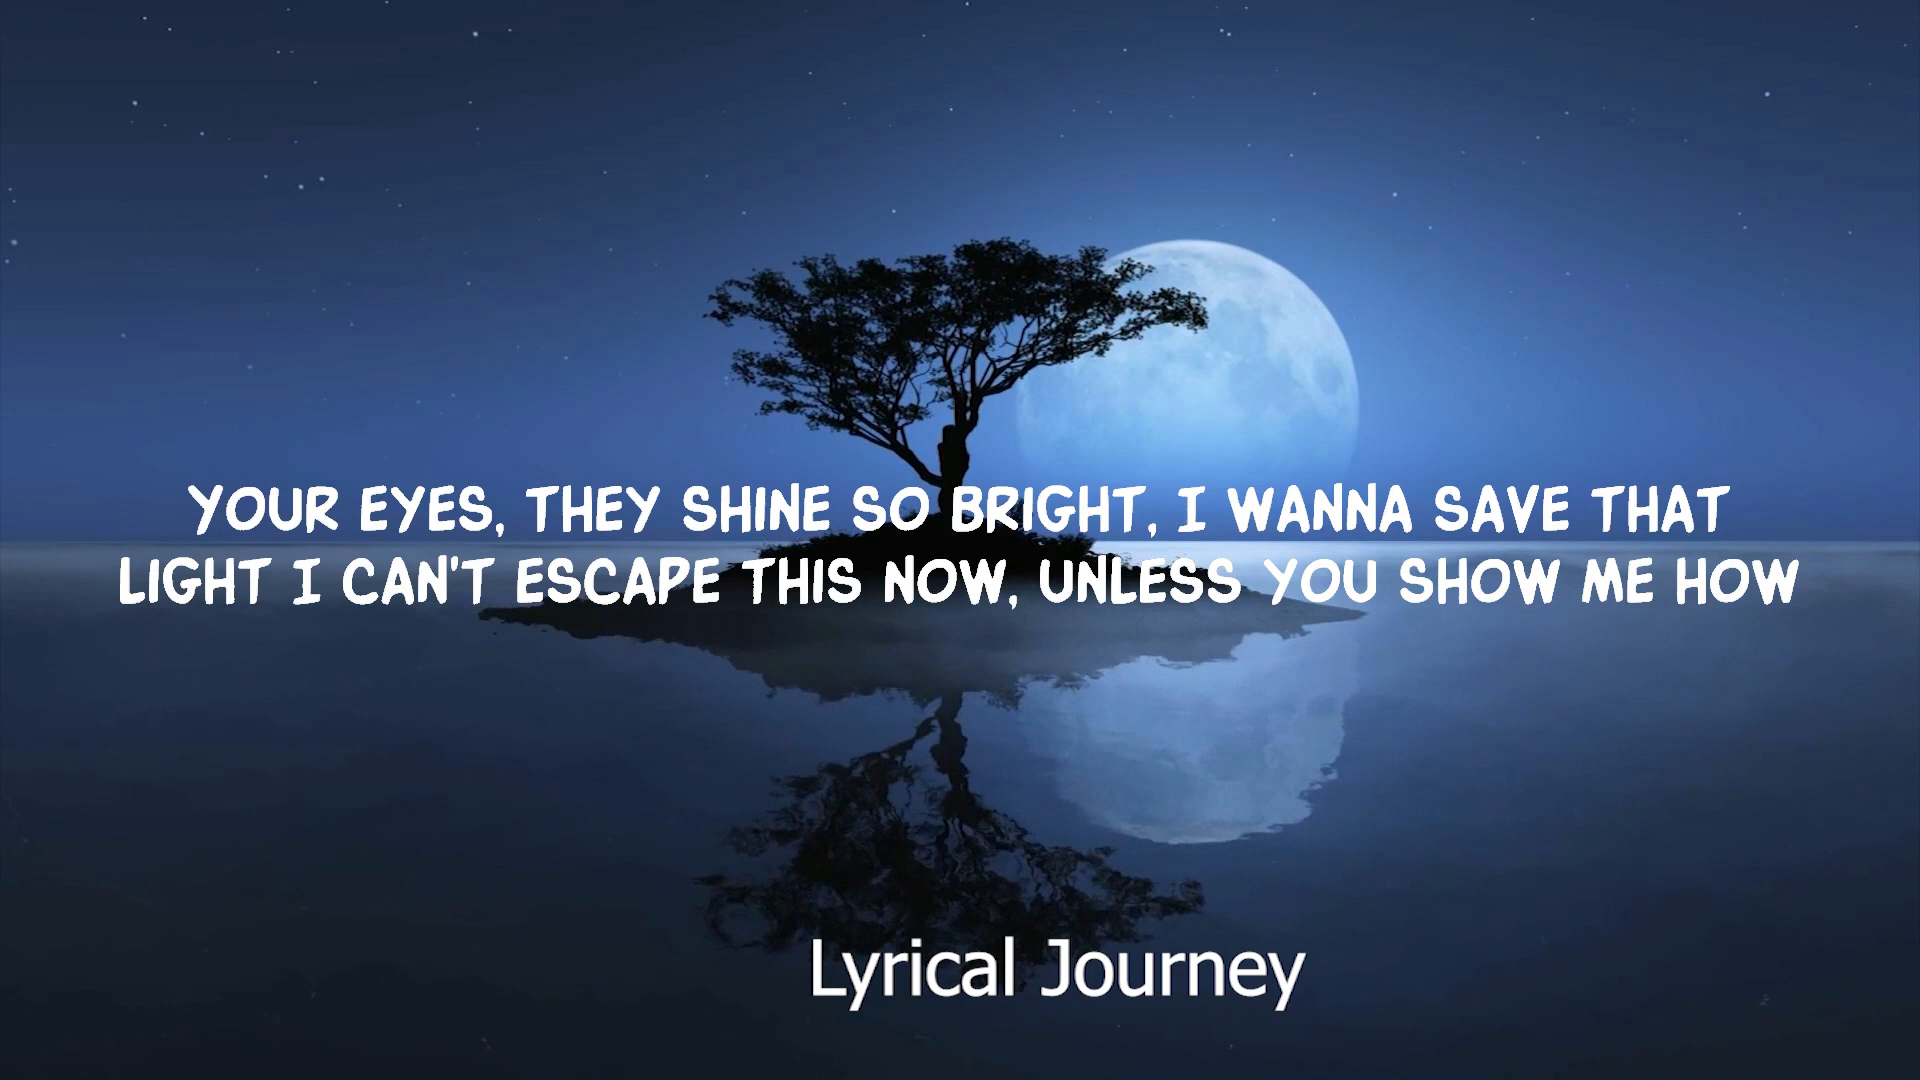 YOUR EYES, THEY SHINE SO BRIGHT, I WANNA SAVE THAT
LIGHT I CAN'T ESCAPE THIS NOW, UNLESS YOU SHOW ME HOW
Lyrical Journey